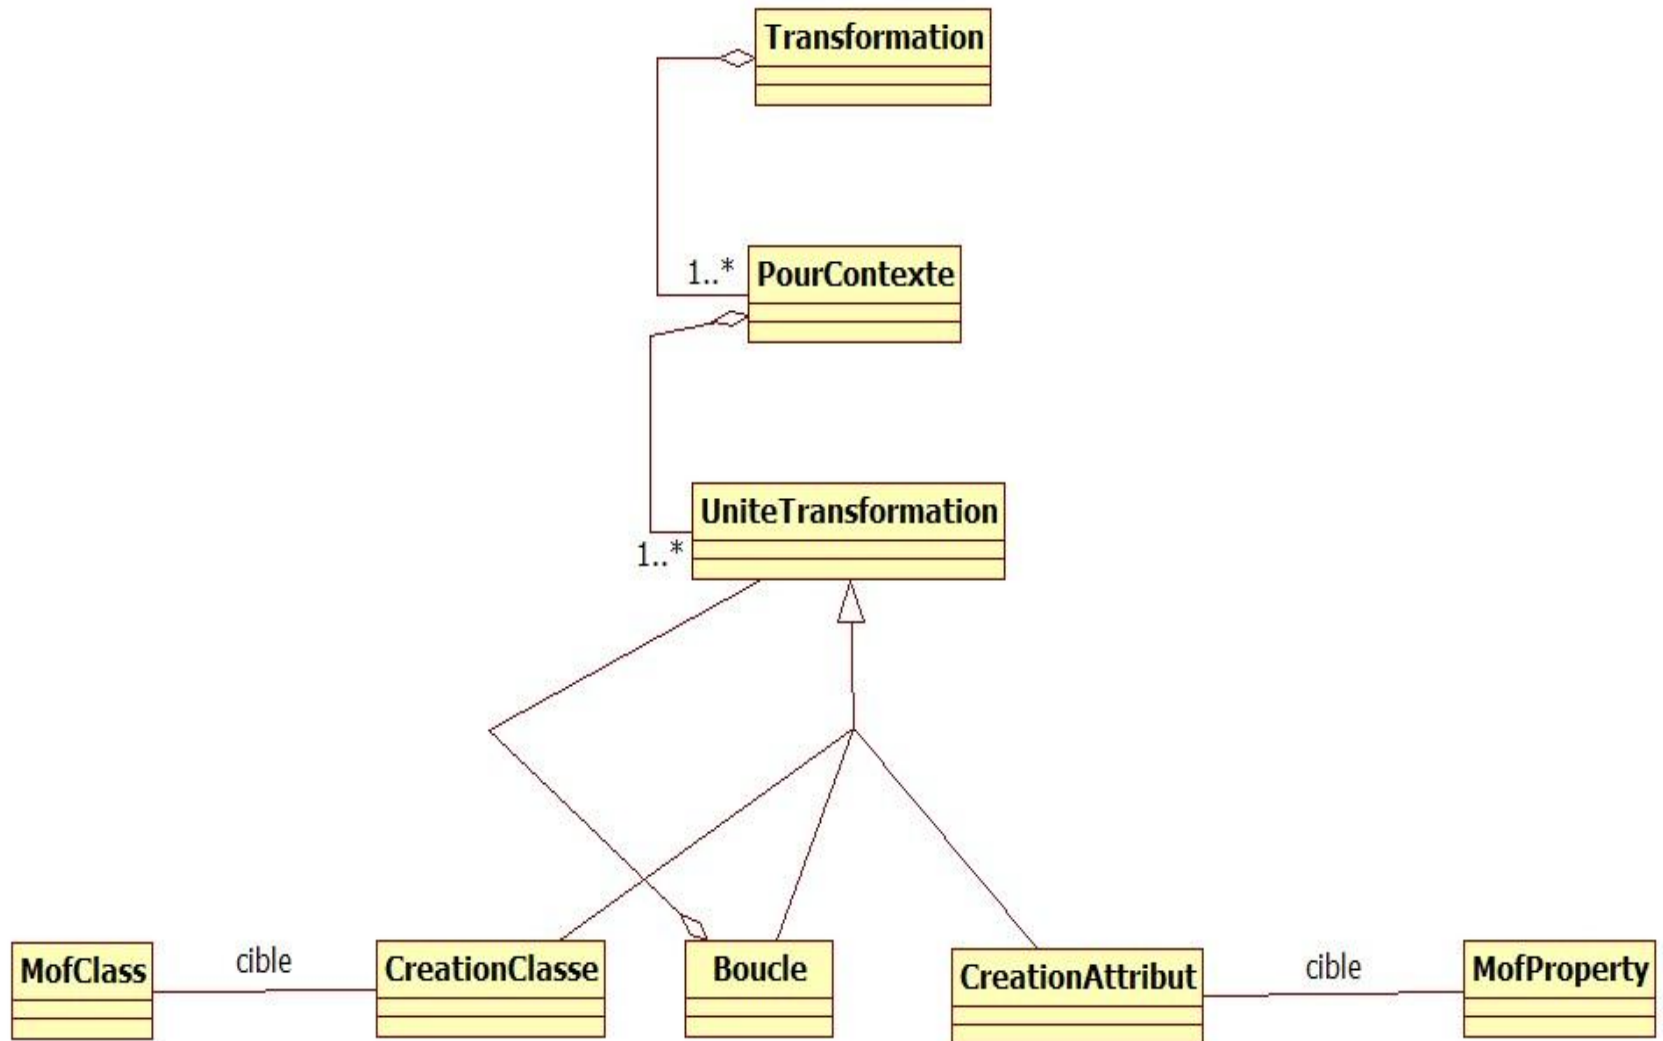 Transformation
1..*
PourContexte
UniteTransformation
1..*
MofClass
cible
CreationClasse
Boucle
CreationAttribut
cible
MofProperty